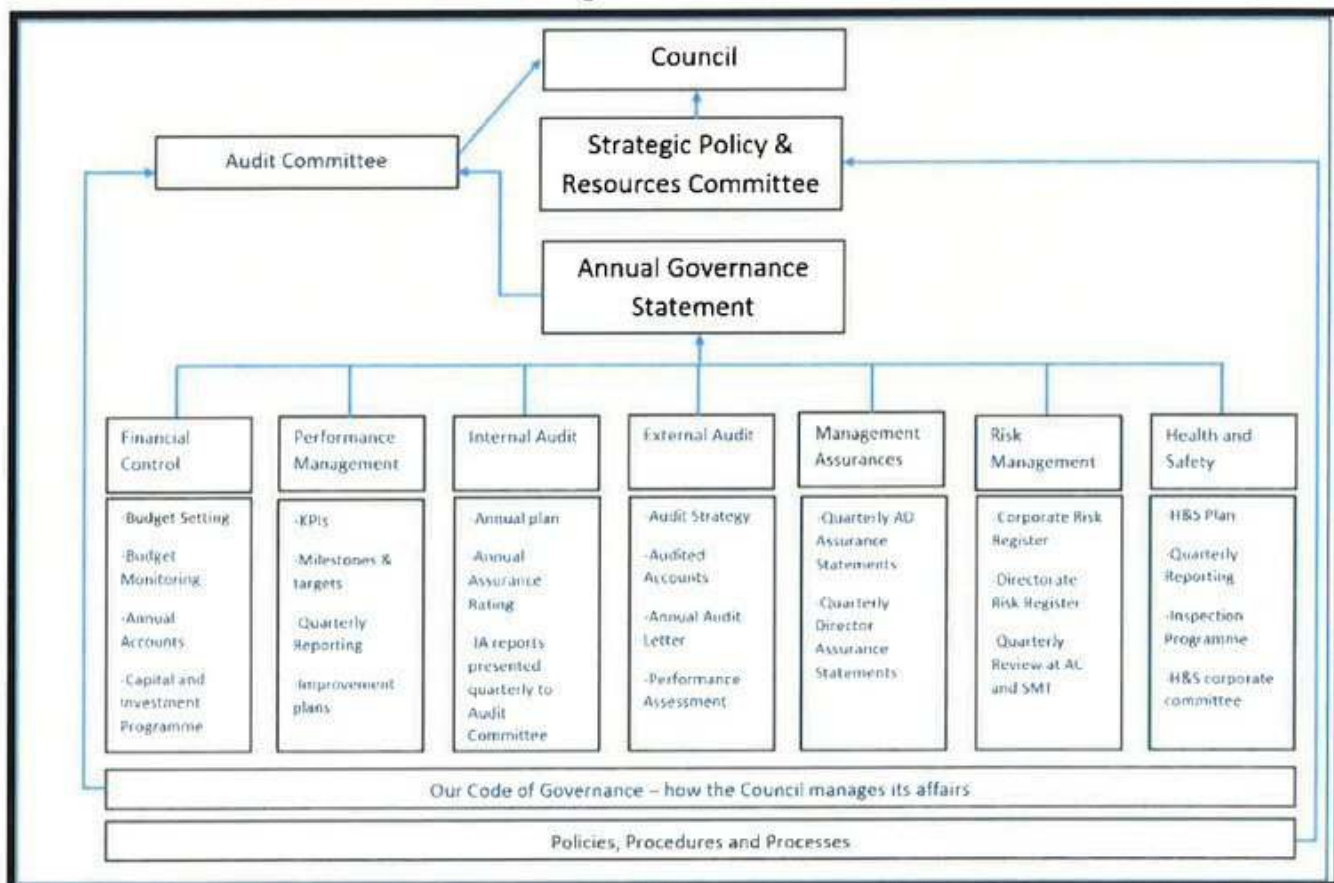 Council
Audit Committee
Strategic Policy &
Resources Committee
Annual Governance
Statement
Financial
Control
Performance
Management
Internal Audit
External Audit
Management
Assurances
Risk
Management
Health and
Safety
-Budget Setting
-Budget
Monitoring
-Annual
Accounts
-Capital and
Investment
Programme
-KPIs
-Milestones &
targets
-Quarterly
Reporting
-Improvement
plans
-Annual plan
-Annual
Assurance
Rating
-IA reports
presented
quarterly to
Audit
Committee
-Audit Strategy
-Audited
Accounts
-Annual Audit
Letter
-Performance
Assessment
-Quarterly AD
Assurance
Statements
-Quarterly
Director
Assurance
Statements
-Corporate Risk
Register
-Directorate
Risk Register
-Quarterly
Review at AC
and SMT
-H&S Plan
-Quarterly
Reporting
-Inspection
Programme
-H&S corporate
committee
Our Code of Governance – how the Council manages its affairs
Policies, Procedures and Processes